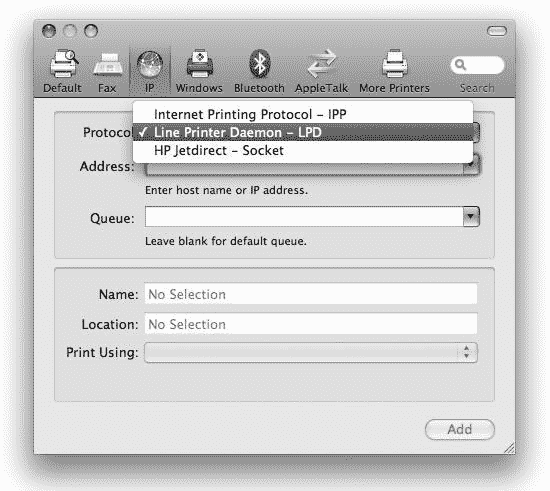 Default Fax IP Windows Bluetooth AppleTalk More Printers Search
Internet Printing Protocol – IPP
Protoco ✓ Line Printer Daemon – LPD
HP Jetdirect – Socket
Address:
Enter host name or IP address.
Queue:
Leave blank for default queue.
Name: No Selection
Location: No Selection
Print Using:
Add